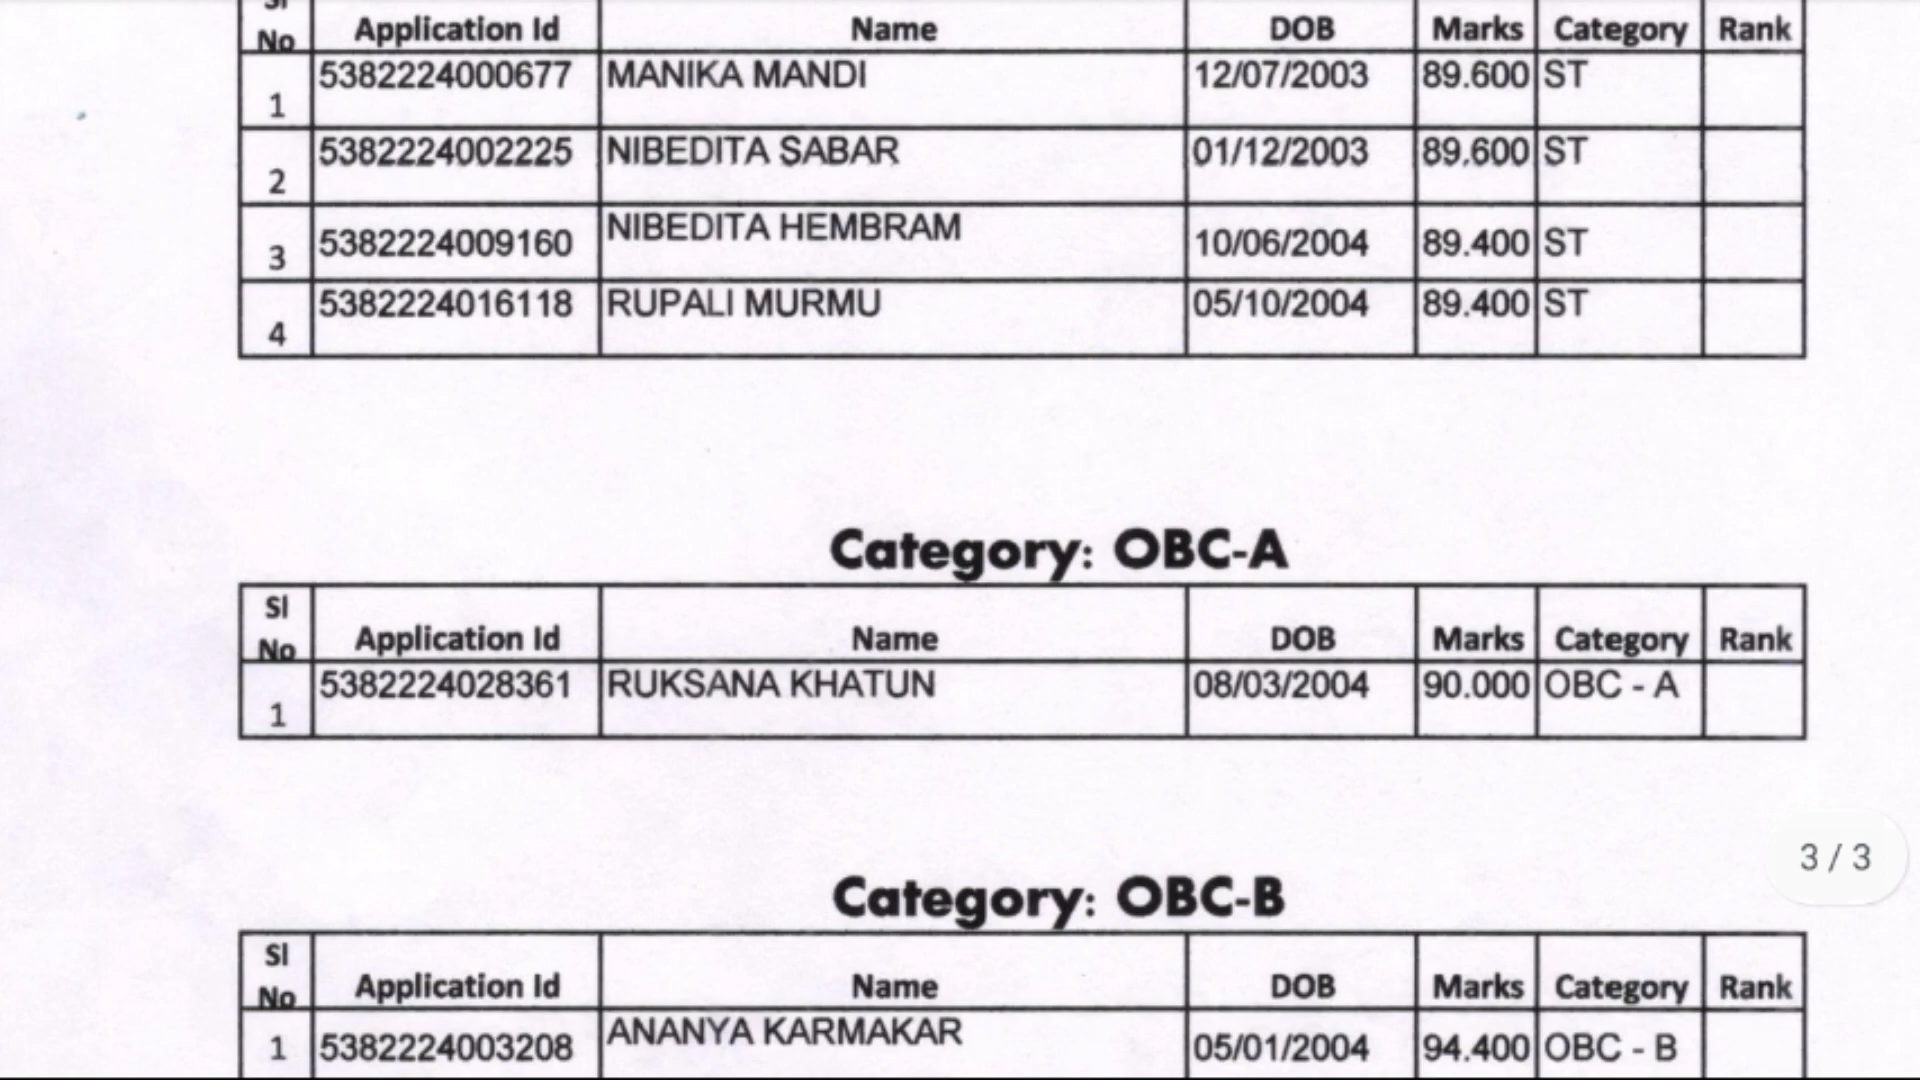 Sl No Application Id Name DOB Marks Category Rank
1 5382224000677 MANIKA MANDI 12/07/2003 89.600 ST
2 5382224002225 NIBEDITA SABAR 01/12/2003 89.600 ST
3 5382224009160 NIBEDITA HEMBRAM 10/06/2004 89.400 ST
4 5382224016118 RUPALI MURMU 05/10/2004 89.400 ST
Category: OBC-A
Sl No Application Id Name DOB Marks Category Rank
1 5382224028361 RUKSANA KHATUN 08/03/2004 90.000 OBC - A
3 / 3
Category: OBC-B
Sl No Application Id Name DOB Marks Category Rank
1 5382224003208 ANANYA KARMAKAR 05/01/2004 94.400 OBC - B